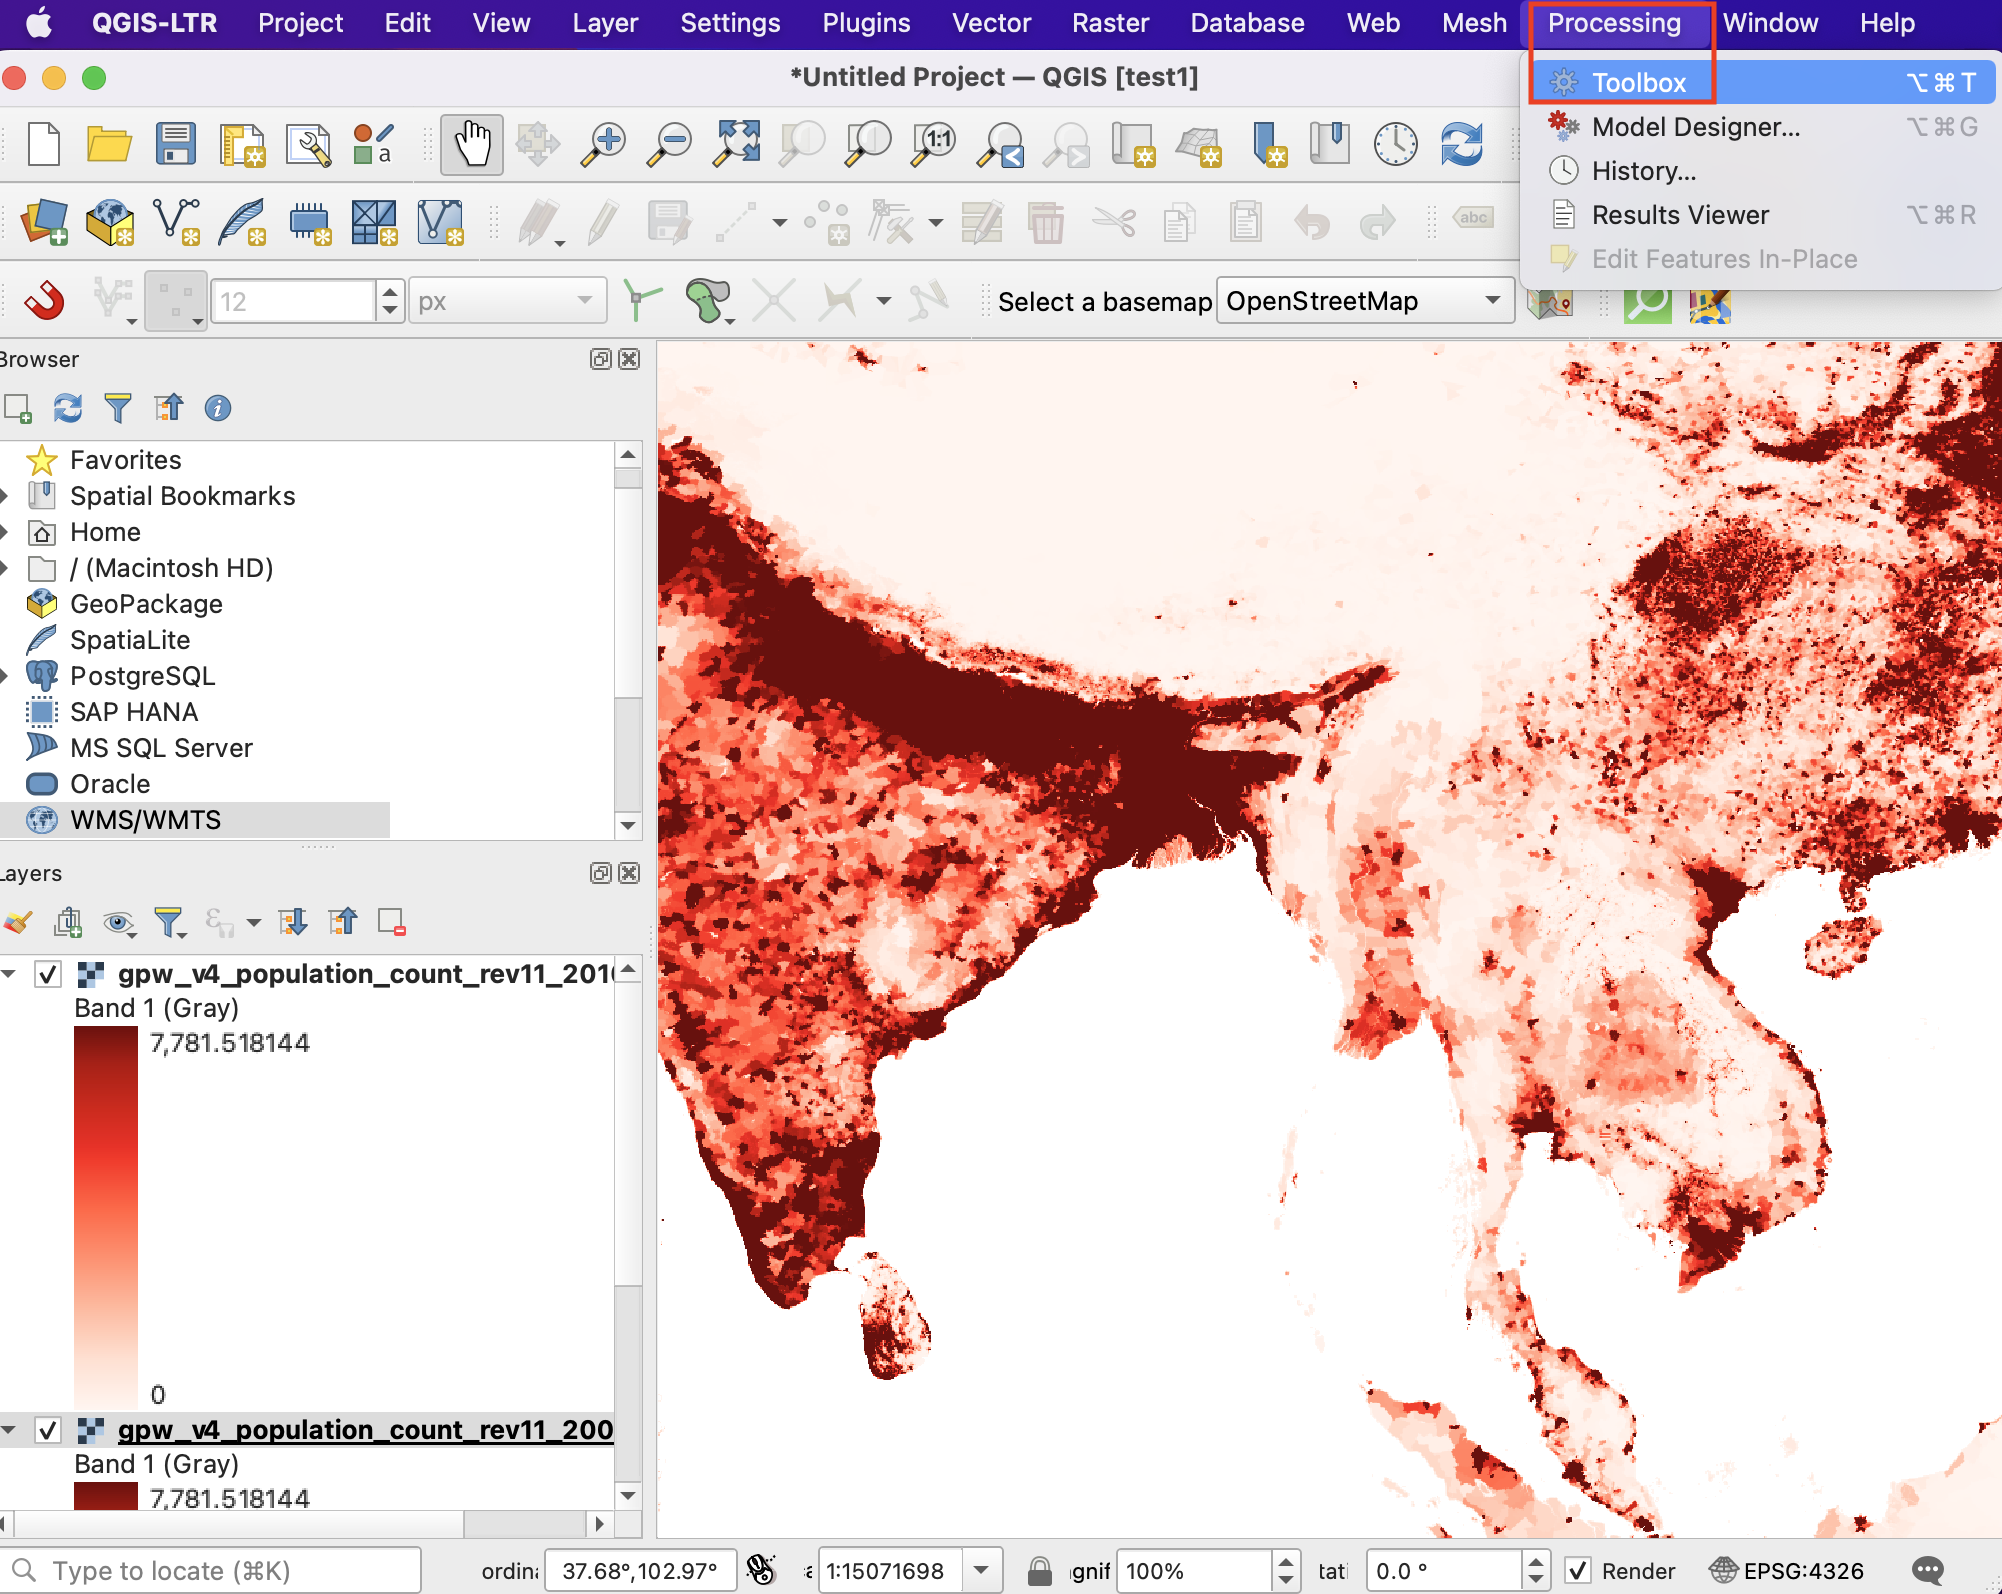 QGIS-LTR Project Edit View Layer Settings Plugins Vector Raster Database Web Mesh Processing Window Help
*Untitled Project — QGIS [test1]
Toolbox ⌥⌘T
Model Designer... ⌥⌘G
History...
Results Viewer ⌥⌘R
Edit Features In-Place
a
1:1
abc
12 px Select a basemap OpenStreetMap
Browser
Favorites
Spatial Bookmarks
Home
/ (Macintosh HD)
GeoPackage
SpatiaLite
PostgreSQL
SAP HANA
MS SQL Server
Oracle
WMS/WMTS
Layers
gpw_v4_population_count_rev11_201
Band 1 (Gray)
7,781.518144
0
gpw_v4_population_count_rev11_200
Band 1 (Gray)
7,781.518144
Type to locate (⌘K) ordin 37.68°,102.97° 1:15071698 agnif 100% tati 0.0 ° Render EPSG:4326